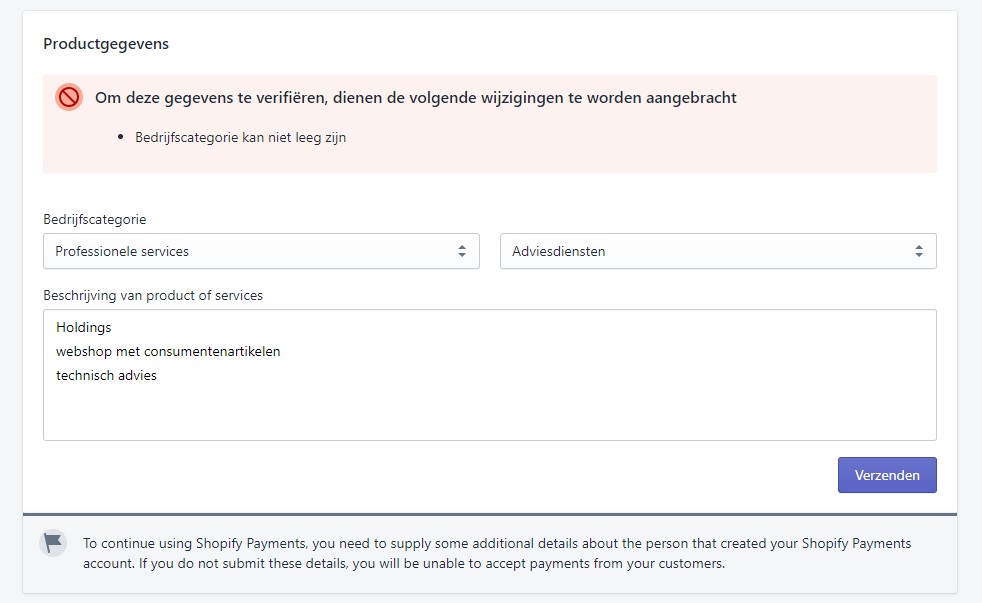 Productgegevens
Om deze gegevens te verifiëren, dienen de volgende wijzigingen te worden aangebracht
Bedrijfscategorie kan niet leeg zijn
Bedrijfscategorie
Professionele services
Adviesdiensten
Beschrijving van product of services
Holdings
webshop met consumentenartikelen
technisch advies
Verzenden
To continue using Shopify Payments, you need to supply some additional details about the person that created your Shopify Payments
account. If you do not submit these details, you will be unable to accept payments from your customers.